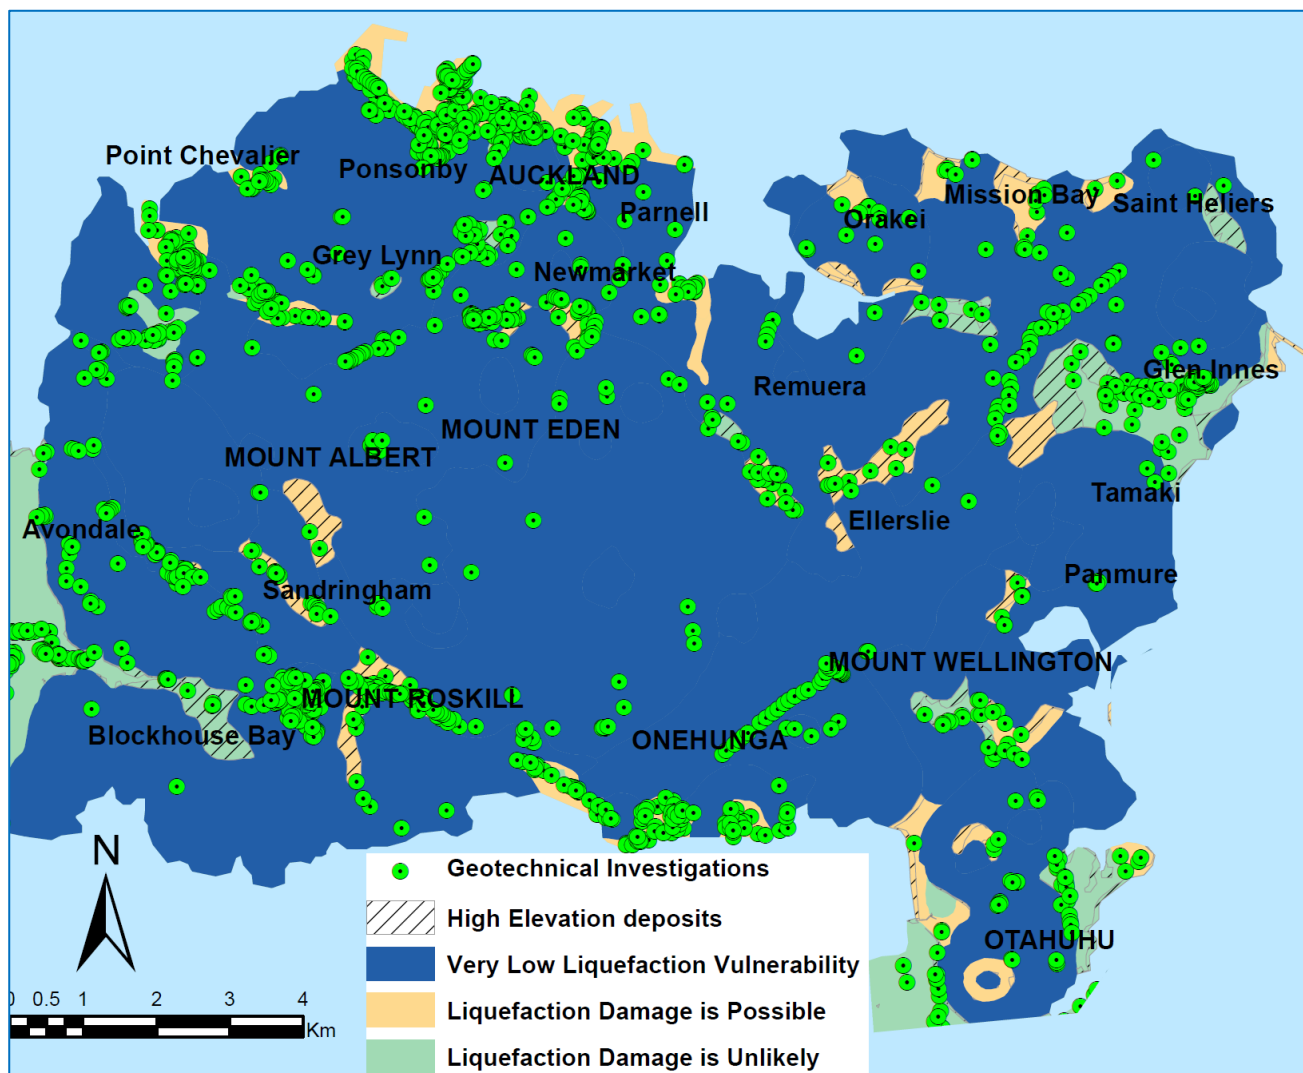 Point Chevalier
Ponsonby
AUCKLAND
Parnell
Orakei
Mission Bay
Saint Heliers
Grey Lynn
Newmarket
Remuera
Glen Innes
MOUNT EDEN
MOUNT ALBERT
Tamaki
Avondale
Ellerslie
Sandringham
Panmure
MOUNT WELLINGTON
MOUNT ROSKILL
Blockhouse Bay
ONEHUNGA
OTAHUHU
N
0 0.5 1 2 3 4
Km
Geotechnical Investigations
High Elevation deposits
Very Low Liquefaction Vulnerability
Liquefaction Damage is Possible
Liquefaction Damage is Unlikely